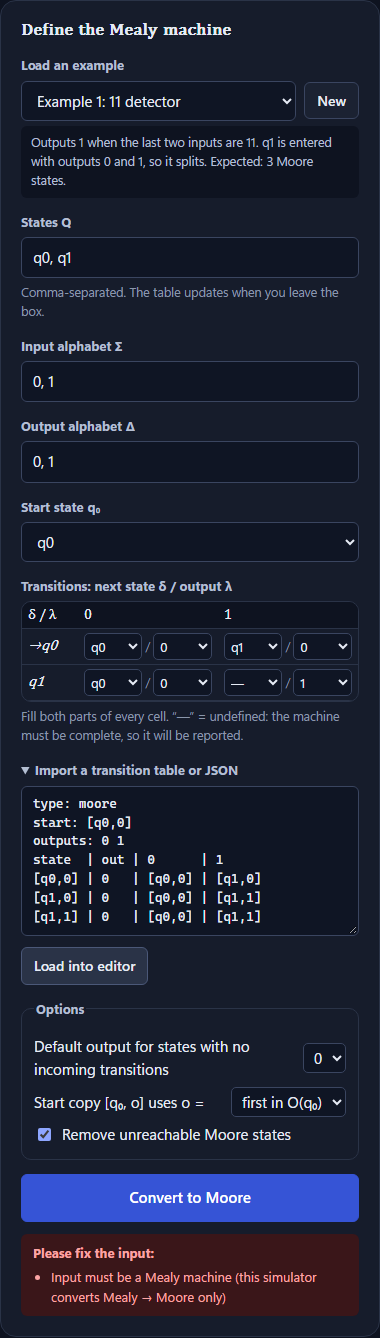 Define the Mealy machine
Load an example
Example 1: 11 detector
New
Outputs 1 when the last two inputs are 11. q1 is entered
with outputs 0 and 1, so it splits. Expected: 3 Moore
states.
States Q
q0, q1
Comma-separated. The table updates when you leave the
box.
Input alphabet Σ
0, 1
Output alphabet Δ
0, 1
Start state q₀
q0
Transitions: next state δ / output λ
δ / λ 0 1
→q0 q0 / 0 q1 / 0
q1 q0 / 0 — / 1
Fill both parts of every cell. “—” = undefined: the machine
must be complete, so it will be reported.
▼ Import a transition table or JSON
type: moore
start: [q0,0]
outputs: 0 1
state  | out | 0      | 1
[q0,0] | 0   | [q0,0] | [q1,0]
[q1,0] | 0   | [q0,0] | [q1,1]
[q1,1] | 0   | [q0,0] | [q1,1]
Load into editor
Options
Default output for states with no
incoming transitions
0
Start copy [q₀, o] uses o = first in O(q₀)
Remove unreachable Moore states
Convert to Moore
Please fix the input:
• Input must be a Mealy machine (this simulator
converts Mealy → Moore only)